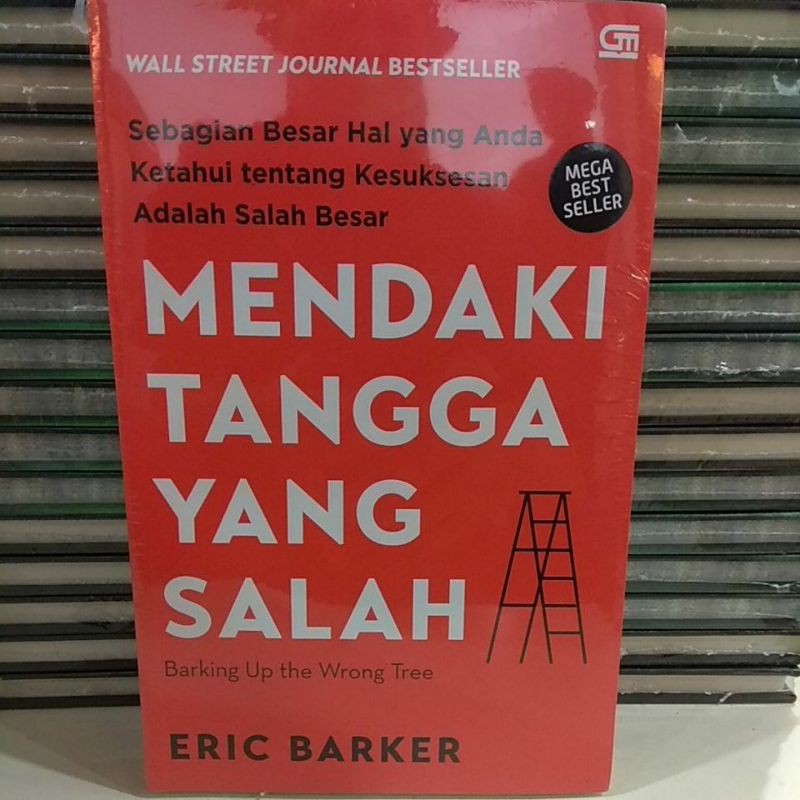 GM
WALL STREET JOURNAL BESTSELLER
Sebagian Besar Hal yang Anda
Ketahui tentang Kesuksesan
Adalah Salah Besar
MEGA
BEST
SELLER
MENDAKI
TANGGA
YANG
SALAH
Barking Up the Wrong Tree
ERIC BARKER